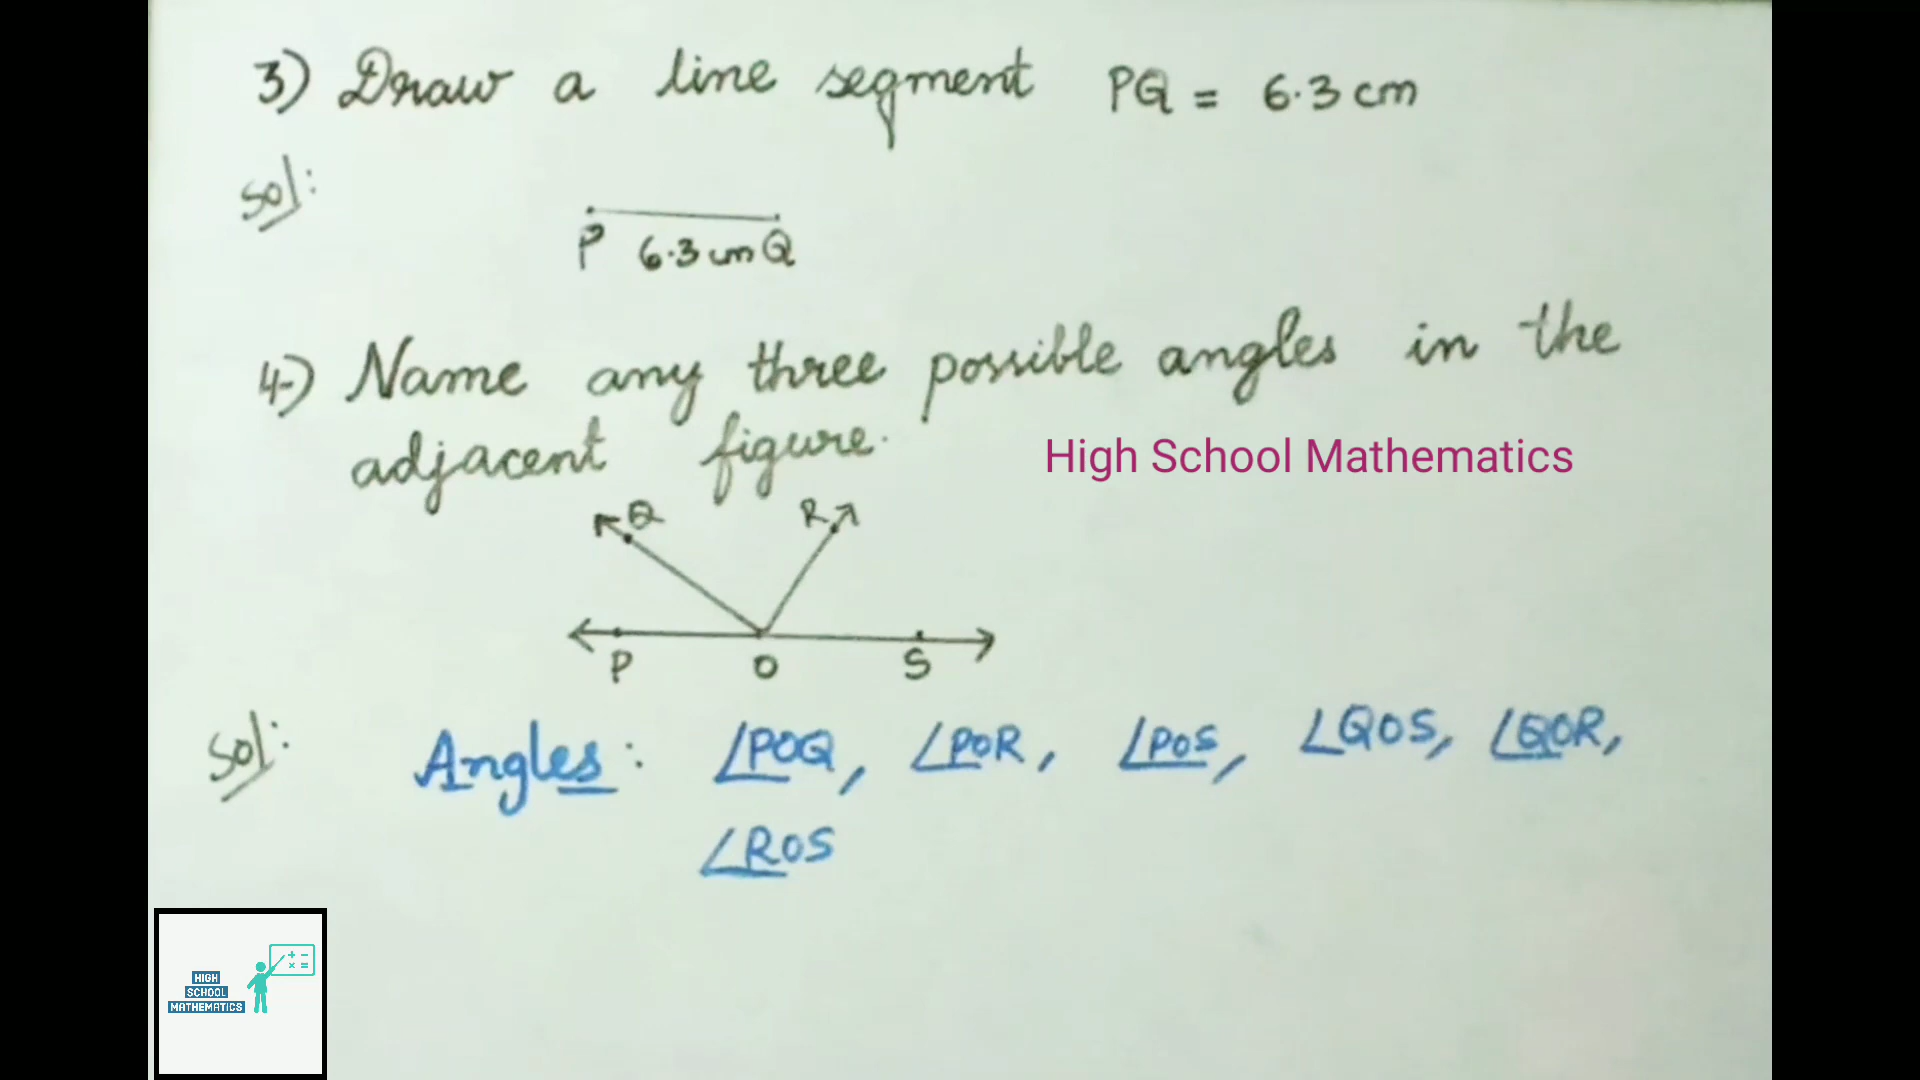 3) Draw a line segment PQ = 6.3 cm
Sol:
P 6.3 cm Q
4) Name any three possible angles in the
adjacent figure.
High School Mathematics
Q R
P O S
Sol: Angles: ∠POQ, ∠POR, ∠POS, ∠QOS, ∠QOR,
∠ROS
HIGH
SCHOOL
MATHEMATICS